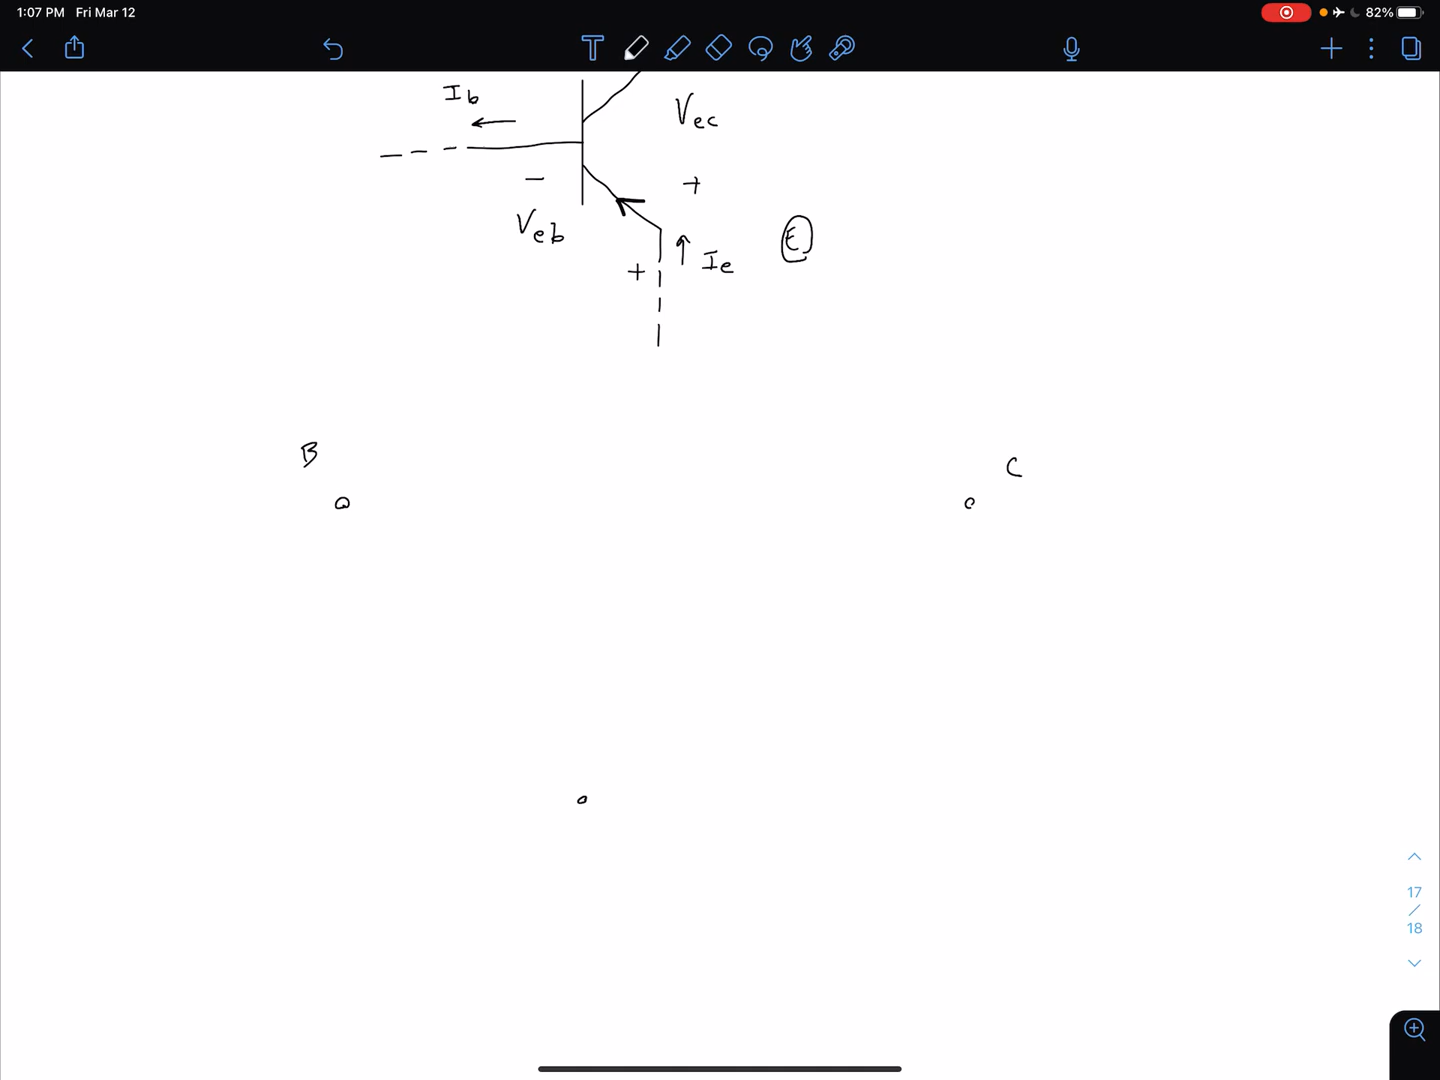 1:07 PM Fri Mar 12
82%
T
Ib
Vec
−
+
Veb
E
+
Ie
B
C
17
/
18